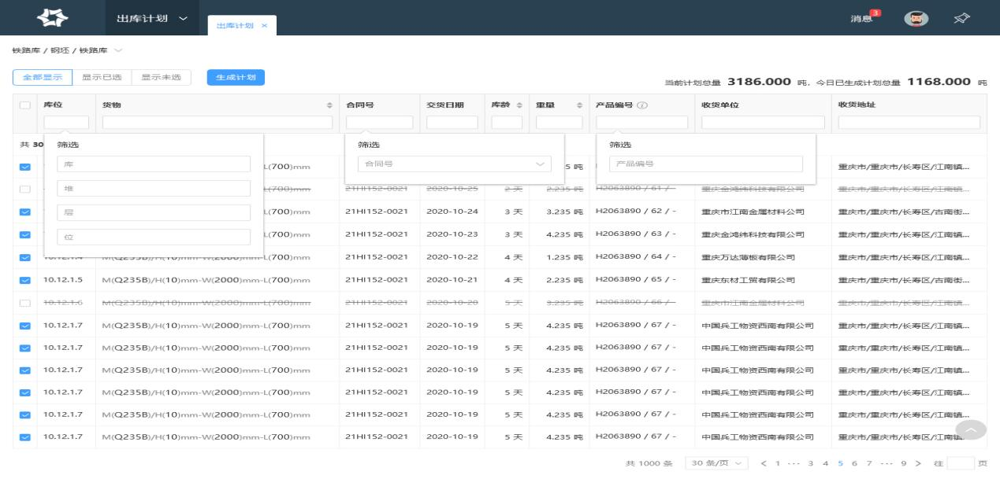 出库计划
出库计划 ×
消息 3
铁路库 / 钢坯 / 铁路库
全部显示 显示已选 显示未选 生成计划
当前计划总量 3186.000 吨, 今日已生成计划总量 1168.000 吨
库位 货物 合同号 交货日期 库龄 重量 产品编号 收货单位 收货地址
共 30
筛选
库
堆
层
位
筛选
合同号
筛选
产品编号
L(700)mm 5 吨 重庆市/重庆市/长寿区/江南镇...
L(700)mm 21HI152-0021 2020-10-25 2 天 2.235 吨 H2063890 / 61 / - 重庆金鸿纬科技有限公司 重庆市/重庆市/长寿区/江南镇...
L(700)mm 21HI152-0021 2020-10-24 3 天 3.235 吨 H2063890 / 62 / - 重庆市江南金属材料公司 重庆市/重庆市/长寿区/古南街...
L(700)mm 21HI152-0021 2020-10-23 3 天 4.235 吨 H2063890 / 63 / - 重庆金鸿纬科技有限公司 重庆市/重庆市/长寿区/江南镇...
10.12.1.4 M(Q235B)/H(10)mm-W(2000)mm-L(700)mm 21HI152-0021 2020-10-22 4 天 1.235 吨 H2063890 / 64 / - 重庆万达薄板有限公司 重庆市/重庆市/长寿区/江南镇...
10.12.1.5 M(Q235B)/H(10)mm-W(2000)mm-L(700)mm 21HI152-0021 2020-10-21 4 天 2.235 吨 H2063890 / 65 / - 重庆东材工贸有限公司 重庆市/重庆市/长寿区/古南街...
10.12.1.6 M(Q235B)/H(10)mm-W(2000)mm-L(700)mm 21HI152-0021 2020-10-20 5 天 3.235 吨 H2063890 / 66 / - 重庆市江南金属材料公司 重庆市/重庆市/长寿区/江南镇...
10.12.1.7 M(Q235B)/H(10)mm-W(2000)mm-L(700)mm 21HI152-0021 2020-10-19 5 天 4.235 吨 H2063890 / 67 / - 中国兵工物资西南有限公司 重庆市/重庆市/长寿区/江南镇...
10.12.1.7 M(Q235B)/H(10)mm-W(2000)mm-L(700)mm 21HI152-0021 2020-10-19 5 天 4.235 吨 H2063890 / 67 / - 中国兵工物资西南有限公司 重庆市/重庆市/长寿区/江南镇...
10.12.1.7 M(Q235B)/H(10)mm-W(2000)mm-L(700)mm 21HI152-0021 2020-10-19 5 天 4.235 吨 H2063890 / 67 / - 中国兵工物资西南有限公司 重庆市/重庆市/长寿区/江南镇...
10.12.1.7 M(Q235B)/H(10)mm-W(2000)mm-L(700)mm 21HI152-0021 2020-10-19 5 天 4.235 吨 H2063890 / 67 / - 中国兵工物资西南有限公司 重庆市/重庆市/长寿区/江南镇...
10.12.1.7 M(Q235B)/H(10)mm-W(2000)mm-L(700)mm 21HI152-0021 2020-10-19 5 天 4.235 吨 H2063890 / 67 / - 中国兵工物资西南有限公司 重庆市/重庆市/长寿区/江南镇...
10.12.1.7 M(Q235B)/H(10)mm-W(2000)mm-L(700)mm 21HI152-0021 2020-10-19 5 天 4.235 吨 H2063890 / 67 / - 中国兵工物资西南有限公司 重庆市/重庆市/长寿区/江南镇...
共 1000 条 30 条/页 < 1 ··· 3 4 5 6 7 ··· 9 > 往 页